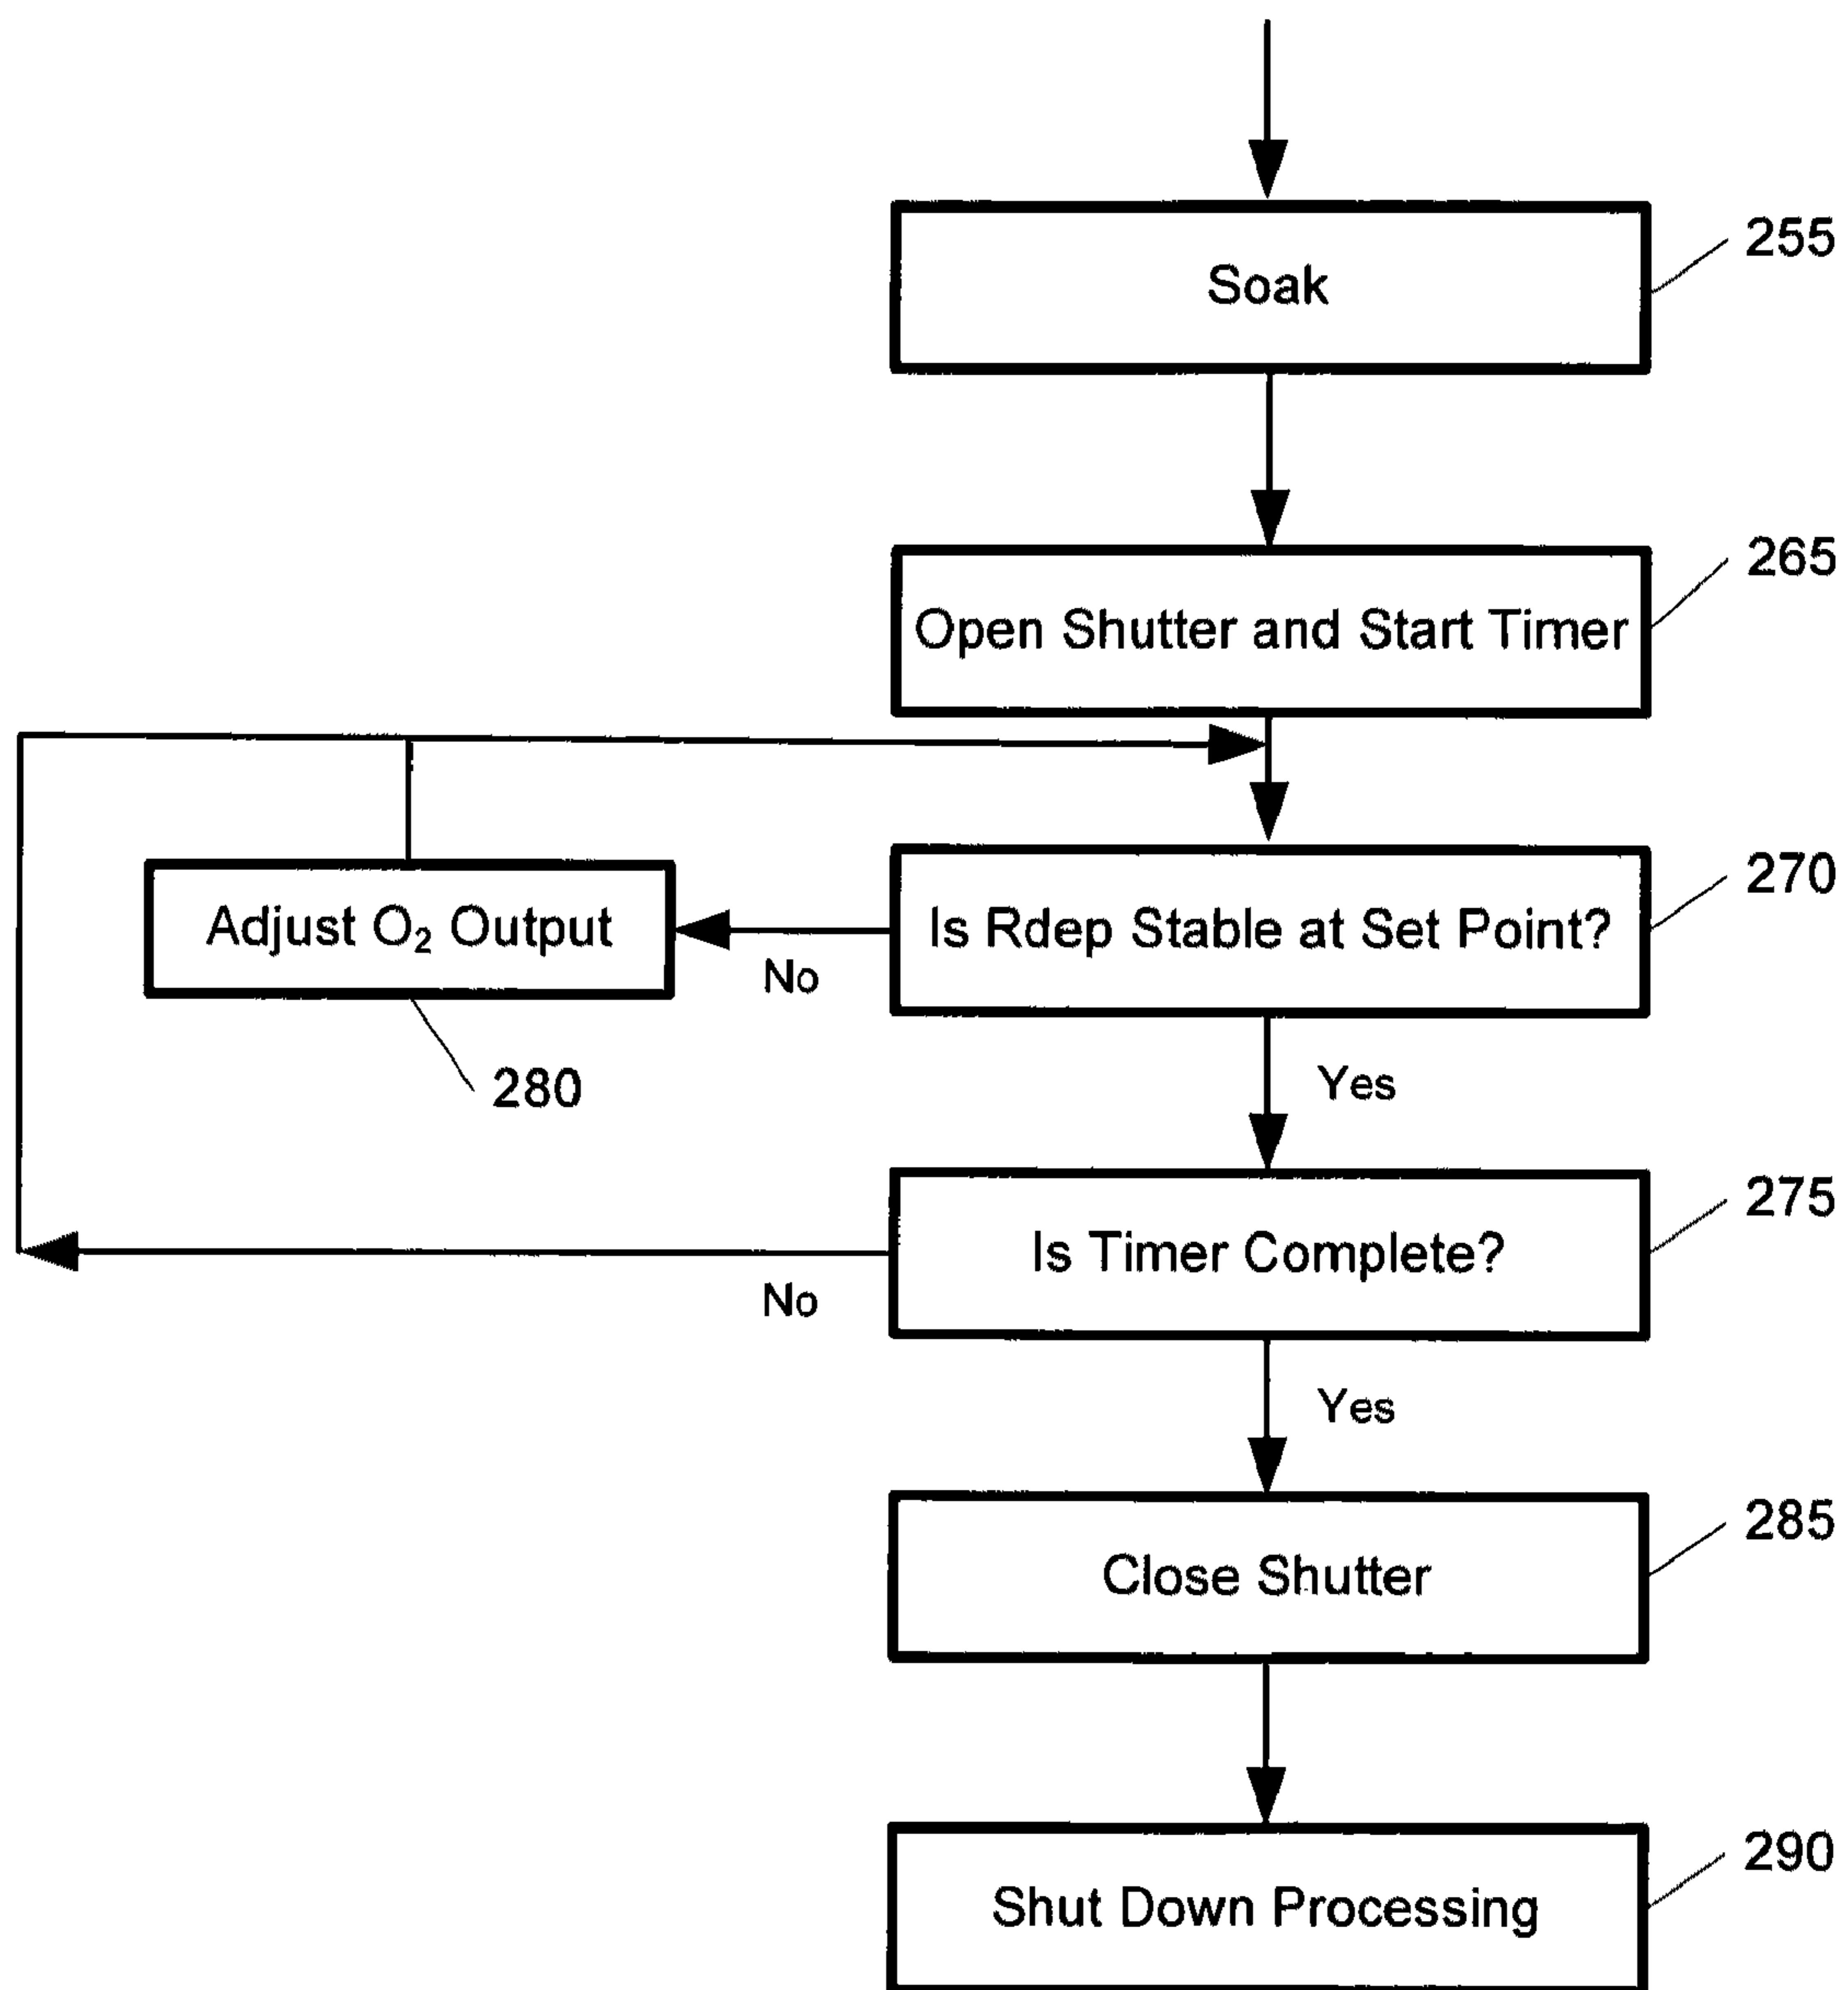 Soak
255
Open Shutter and Start Timer
265
Is Rdep Stable at Set Point?
270
No
Adjust O₂ Output
280
Yes
Is Timer Complete?
275
No
Yes
Close Shutter
285
Shut Down Processing
290